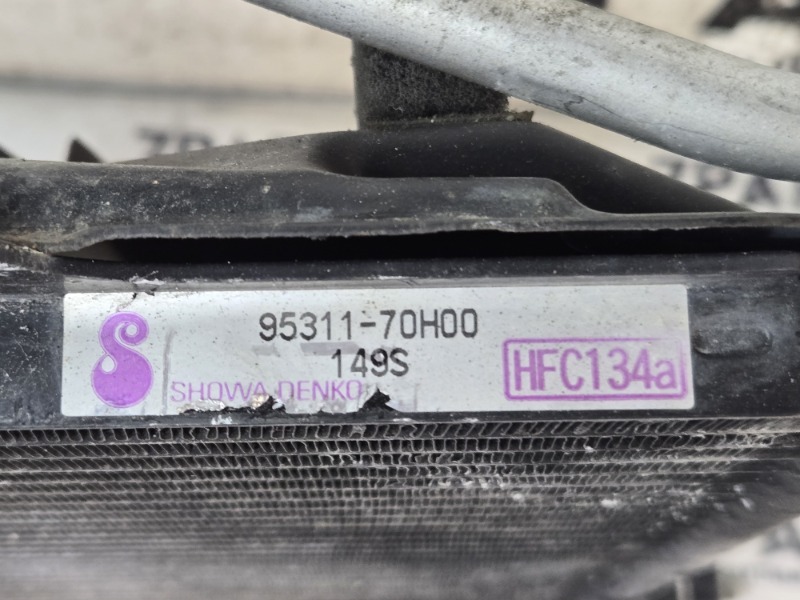 95311-70H00
149S
HFC134a
SHOWA DENKO